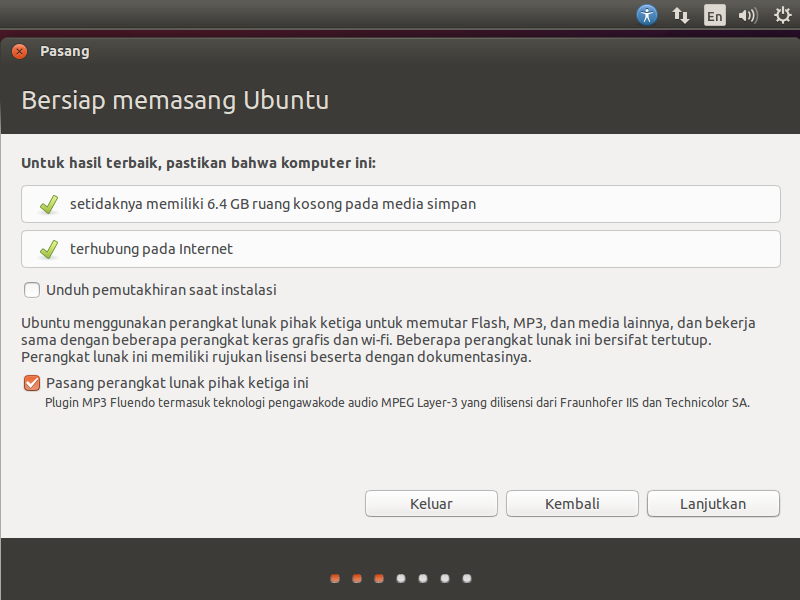 En
Pasang
Bersiap memasang Ubuntu
Untuk hasil terbaik, pastikan bahwa komputer ini:
setidaknya memiliki 6.4 GB ruang kosong pada media simpan
terhubung pada Internet
Unduh pemutakhiran saat instalasi
Ubuntu menggunakan perangkat lunak pihak ketiga untuk memutar Flash, MP3, dan media lainnya, dan bekerja
sama dengan beberapa perangkat keras grafis dan wi-fi. Beberapa perangkat lunak ini bersifat tertutup.
Perangkat lunak ini memiliki rujukan lisensi beserta dengan dokumentasinya.
Pasang perangkat lunak pihak ketiga ini
Plugin MP3 Fluendo termasuk teknologi pengawakode audio MPEG Layer-3 yang dilisensi dari Fraunhofer IIS dan Technicolor SA.
Keluar
Kembali
Lanjutkan